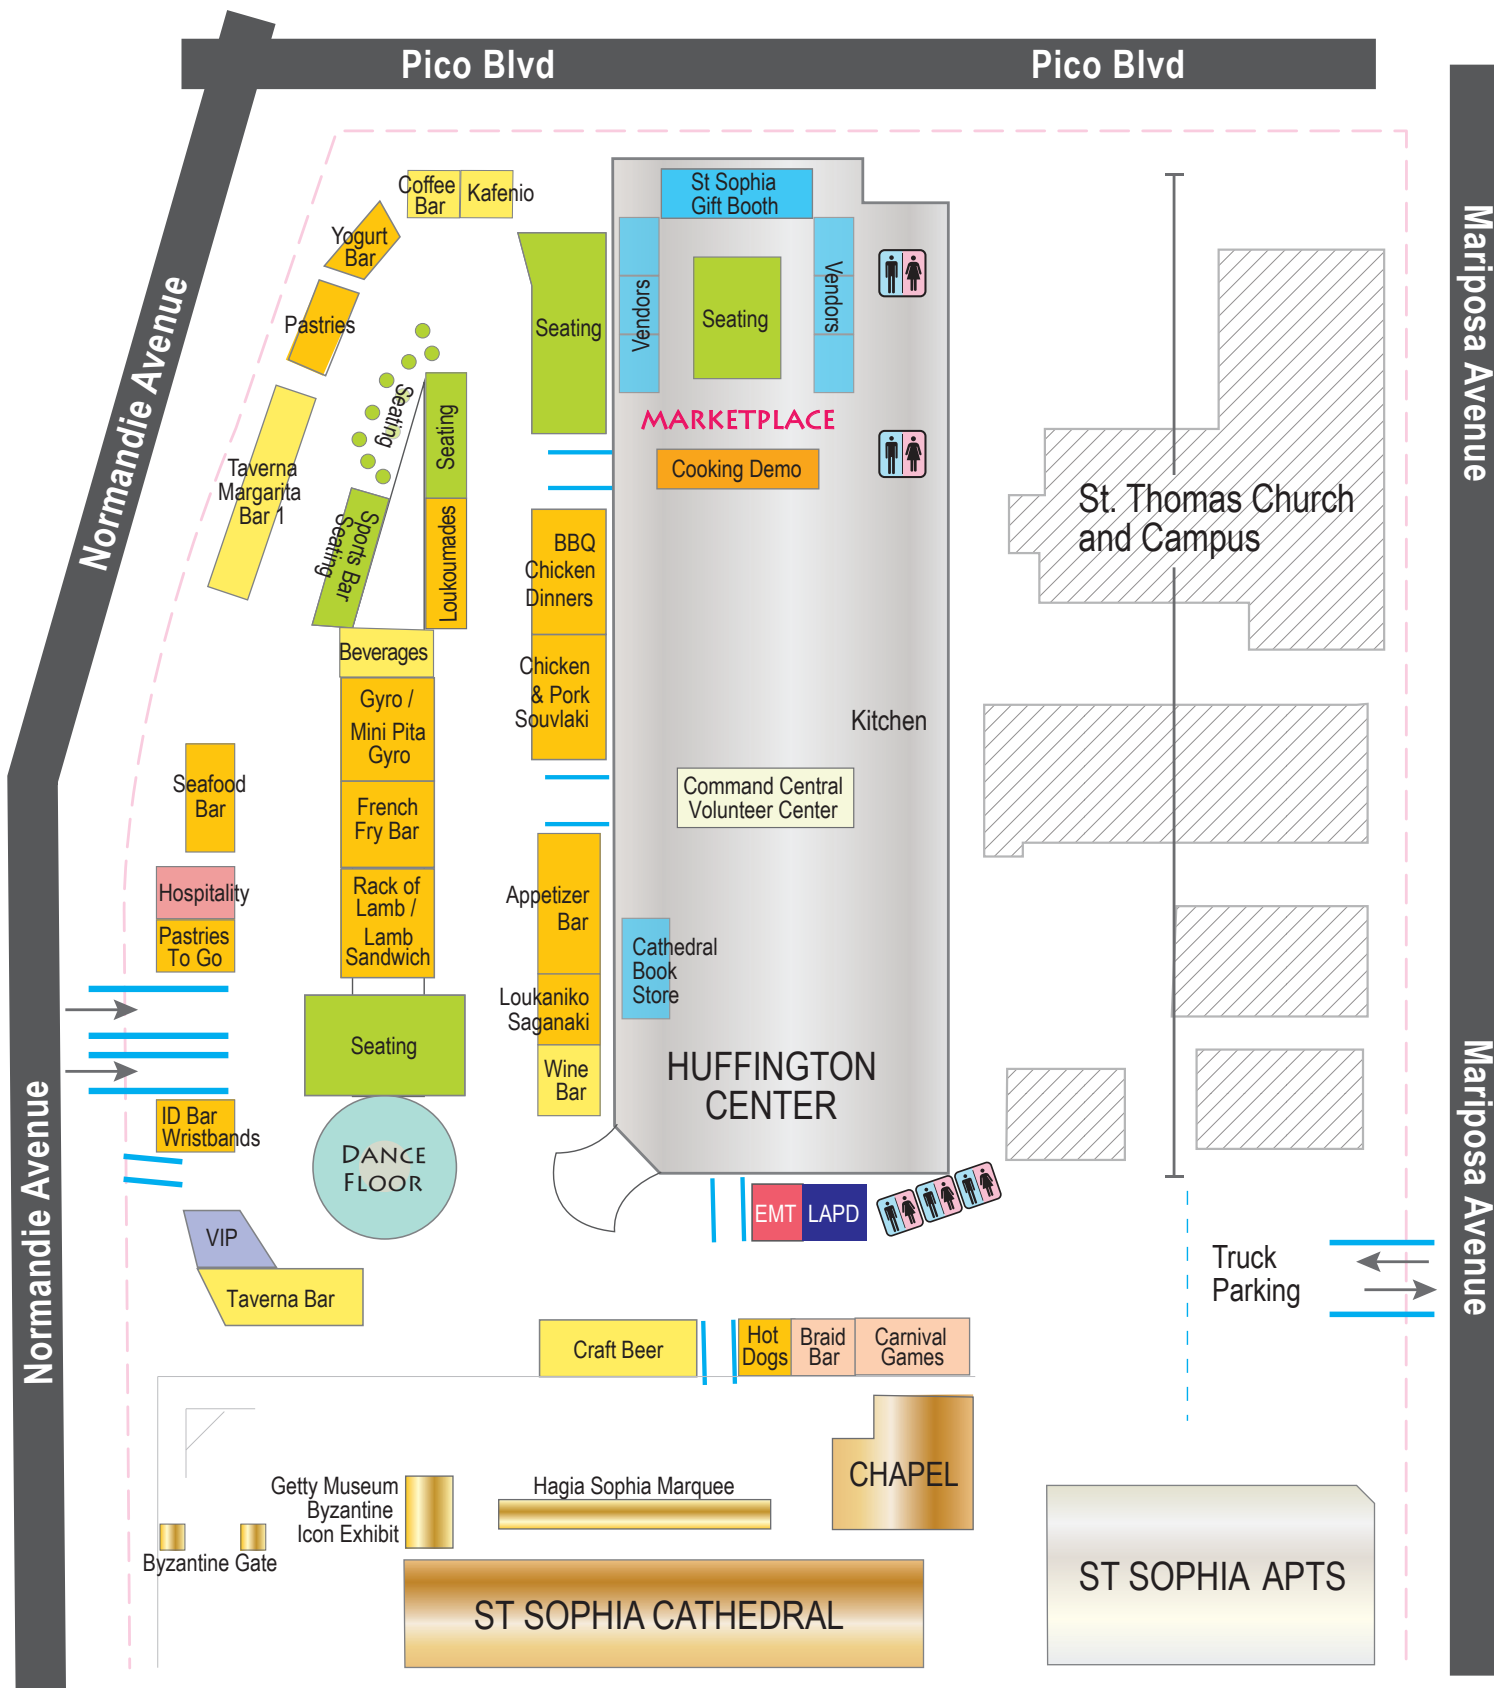 Pico Blvd
Pico Blvd
Normandie Avenue
Normandie Avenue
Mariposa Avenue
Mariposa Avenue
Coffee
Bar
Kafenio
Yogurt
Bar
Pastries
Taverna
Margarita
Bar 1
Seating
Seating
Sports Bar
Seating
Loukoumades
Beverages
Gyro /
Mini Pita
Gyro
French
Fry Bar
Rack of
Lamb /
Lamb
Sandwich
Seating
DANCE
FLOOR
Seafood
Bar
Hospitality
Pastries
To Go
ID Bar
Wristbands
VIP
Taverna Bar
Seating
BBQ
Chicken
Dinners
Chicken
& Pork
Souvlaki
Appetizer
Bar
Loukaniko
Saganaki
Wine
Bar
St Sophia
Gift Booth
Vendors
Seating
Vendors
MARKETPLACE
Cooking Demo
Kitchen
Command Central
Volunteer Center
Cathedral
Book
Store
HUFFINGTON
CENTER
EMT
LAPD
St. Thomas Church
and Campus
Truck
Parking
Craft Beer
Hot
Dogs
Braid
Bar
Carnival
Games
CHAPEL
Getty Museum
Byzantine
Icon Exhibit
Hagia Sophia Marquee
Byzantine Gate
ST SOPHIA CATHEDRAL
ST SOPHIA APTS